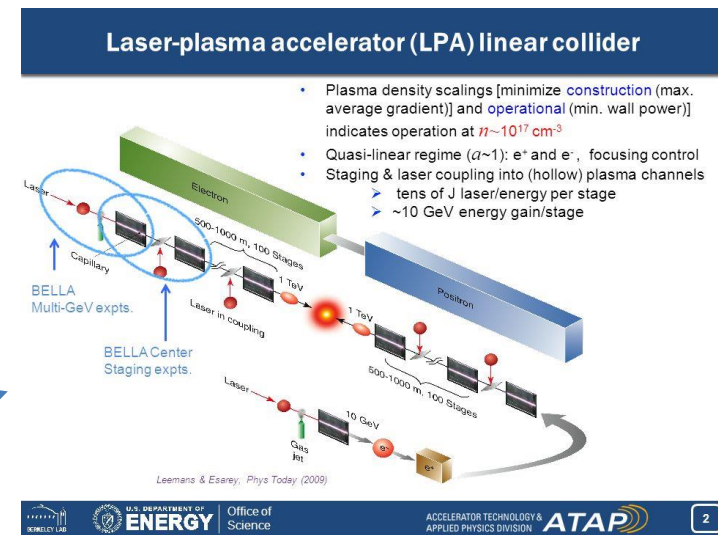 Laser-plasma accelerator (LPA) linear collider
• Plasma density scalings [minimize construction (max.
average gradient)] and operational (min. wall power)]
indicates operation at n~10¹⁷ cm⁻³
• Quasi-linear regime (a~1): e⁺ and e⁻, focusing control
• Staging & laser coupling into (hollow) plasma channels
➢ tens of J laser/energy per stage
➢ ~10 GeV energy gain/stage
Electron
Laser
Capillary
500-1000 m, 100 Stages
1 TeV
Laser in coupling
BELLA
Multi-GeV expts.
BELLA Center
Staging expts.
Positron
1 TeV
500-1000 m, 100 Stages
Laser
Gas
jet
10 GeV
e⁻
e⁺
Leemans & Esarey, Phys Today (2009)
BERKELEY LAB
U.S. DEPARTMENT OF
ENERGY
Office of
Science
ACCELERATOR TECHNOLOGY &
APPLIED PHYSICS DIVISION
ATAP
2